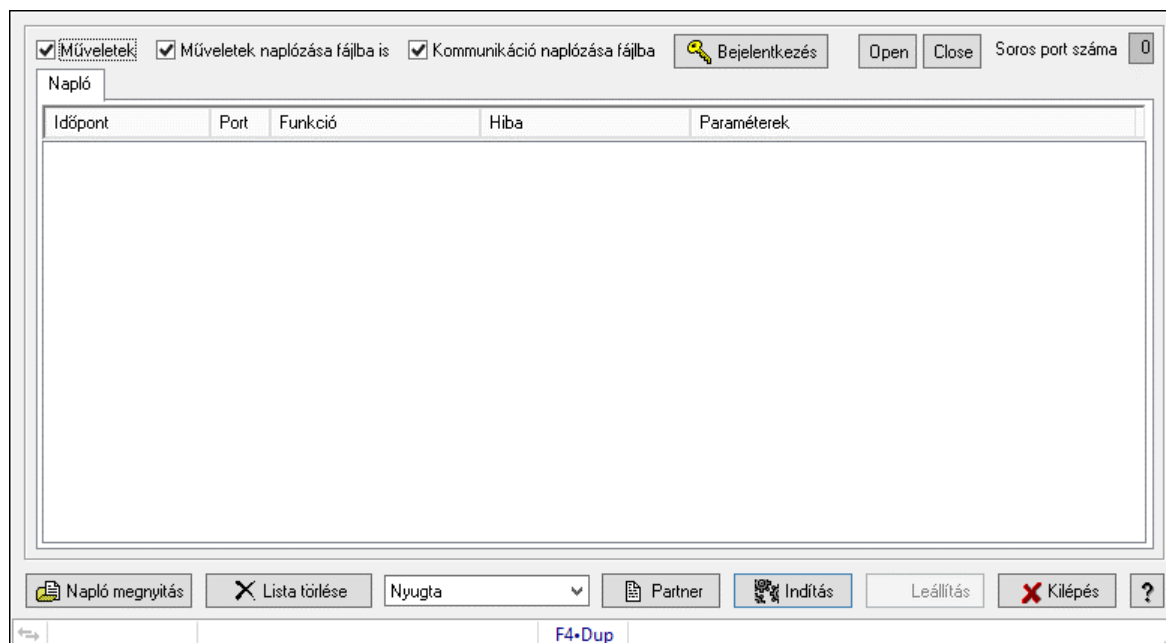 Műveletek Műveletek naplózása fájlba is Kommunikáció naplózása fájlba Bejelentkezés Open Close Soros port száma 0
Napló
Időpont Port Funkció Hiba Paraméterek
Napló megnyitás Lista törlése Nyugta Partner Indítás Leállítás Kilépés ?
F4•Dup